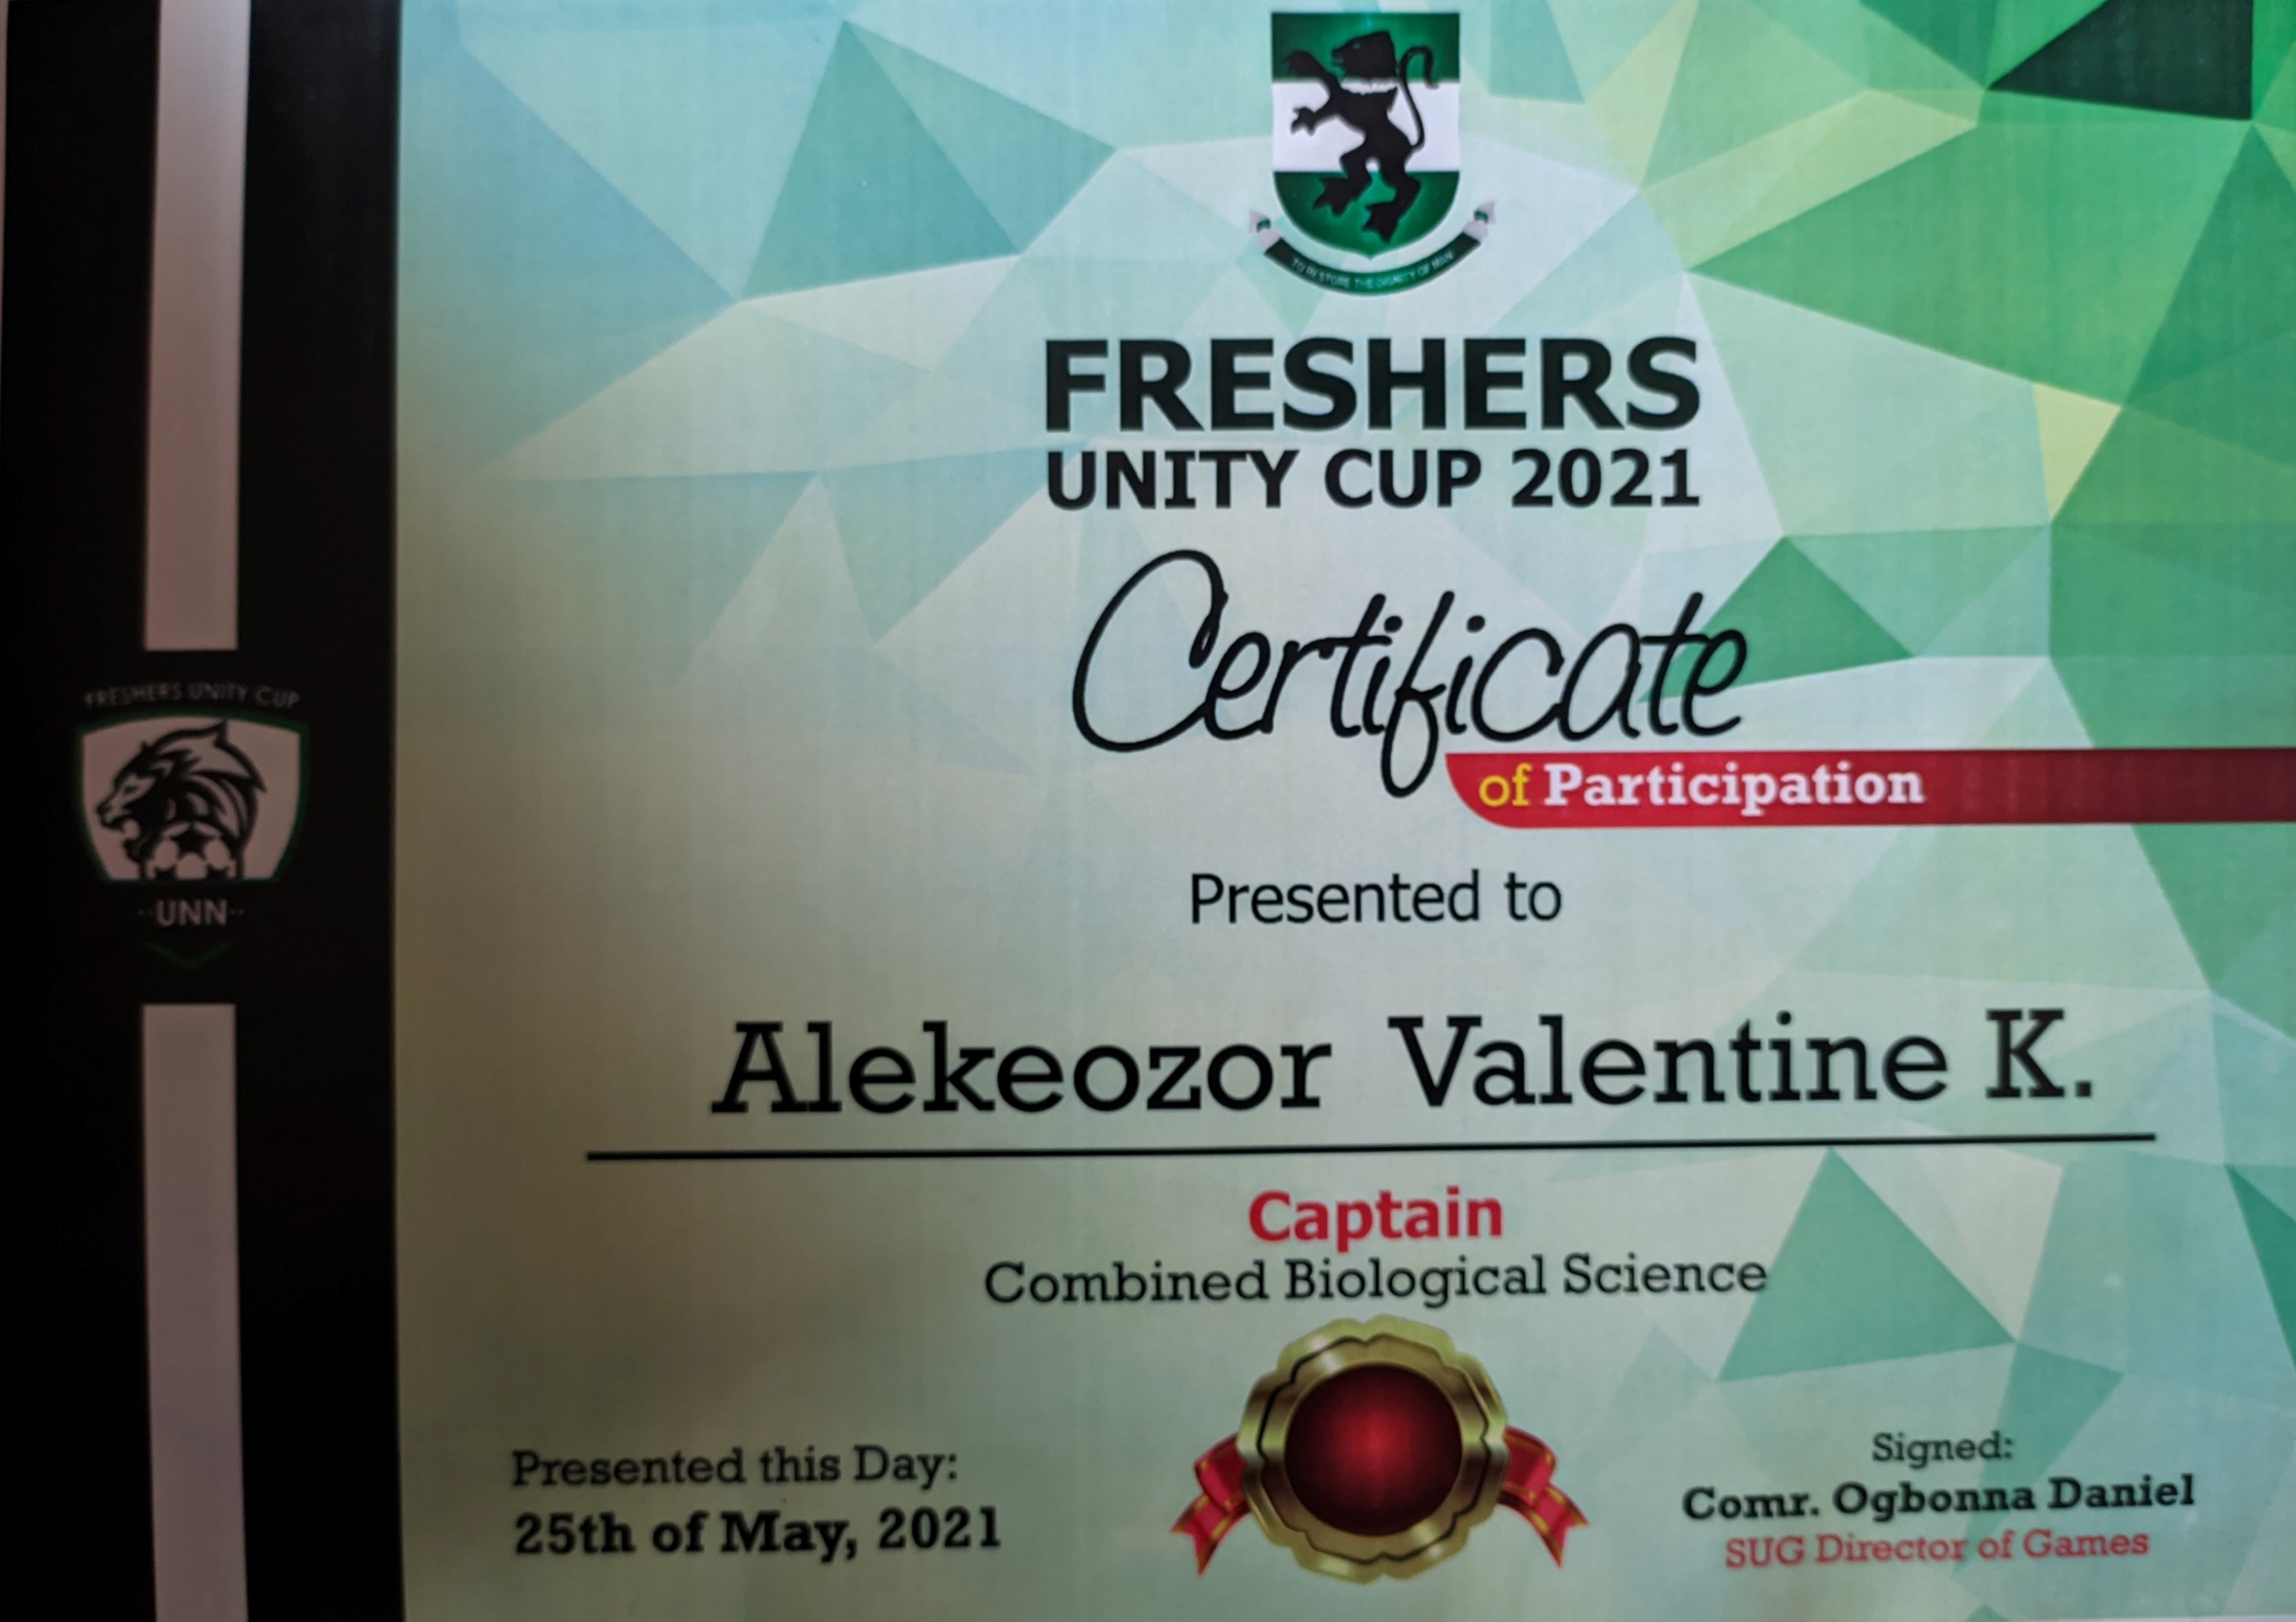 TO RESTORE THE DIGNITY OF MAN
FRESHERS
UNITY CUP 2021
Certificate
of Participation
Presented to
Alekeozor Valentine K.
Captain
Combined Biological Science
Presented this Day:
25th of May, 2021
Signed:
Comr. Ogbonna Daniel
SUG Director of Games
FRESHERS UNITY CUP
UNN